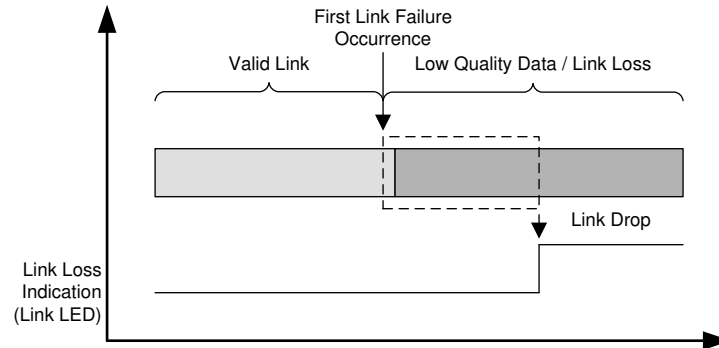 First Link Failure
Occurrence
Valid Link
Low Quality Data / Link Loss
Link Drop
Link Loss
Indication
(Link LED)